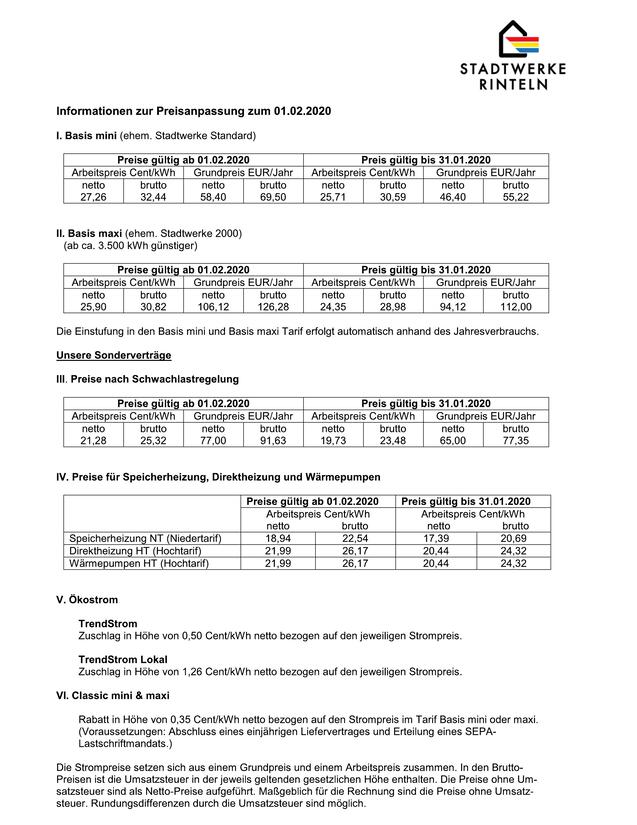 STADTWERKE
RINTELN
Informationen zur Preisanpassung zum 01.02.2020
I. Basis mini (ehem. Stadtwerke Standard)
Preise gültig ab 01.02.2020 Preis gültig bis 31.01.2020
Arbeitspreis Cent/kWh Grundpreis EUR/Jahr Arbeitspreis Cent/kWh Grundpreis EUR/Jahr
netto brutto netto brutto netto brutto netto brutto
27,26 32,44 58,40 69,50 25,71 30,59 46,40 55,22
II. Basis maxi (ehem. Stadtwerke 2000)
(ab ca. 3.500 kWh günstiger)
Preise gültig ab 01.02.2020 Preis gültig bis 31.01.2020
Arbeitspreis Cent/kWh Grundpreis EUR/Jahr Arbeitspreis Cent/kWh Grundpreis EUR/Jahr
netto brutto netto brutto netto brutto netto brutto
25,90 30,82 106,12 126,28 24,35 28,98 94,12 112,00
Die Einstufung in den Basis mini und Basis maxi Tarif erfolgt automatisch anhand des Jahresverbrauchs.
Unsere Sonderverträge
III. Preise nach Schwachlastregelung
Preise gültig ab 01.02.2020 Preis gültig bis 31.01.2020
Arbeitspreis Cent/kWh Grundpreis EUR/Jahr Arbeitspreis Cent/kWh Grundpreis EUR/Jahr
netto brutto netto brutto netto brutto netto brutto
21,28 25,32 77,00 91,63 19,73 23,48 65,00 77,35
IV. Preise für Speicherheizung, Direktheizung und Wärmepumpen
Preise gültig ab 01.02.2020 Preis gültig bis 31.01.2020
Arbeitspreis Cent/kWh Arbeitspreis Cent/kWh
netto brutto netto brutto
Speicherheizung NT (Niedertarif) 18,94 22,54 17,39 20,69
Direktheizung HT (Hochtarif) 21,99 26,17 20,44 24,32
Wärmepumpen HT (Hochtarif) 21,99 26,17 20,44 24,32
V. Ökostrom
TrendStrom
Zuschlag in Höhe von 0,50 Cent/kWh netto bezogen auf den jeweiligen Strompreis.
TrendStrom Lokal
Zuschlag in Höhe von 1,26 Cent/kWh netto bezogen auf den jeweiligen Strompreis.
VI. Classic mini & maxi
Rabatt in Höhe von 0,35 Cent/kWh netto bezogen auf den Strompreis im Tarif Basis mini oder maxi.
(Voraussetzungen: Abschluss eines einjährigen Liefervertrages und Erteilung eines SEPA-
Lastschriftmandats.)
Die Strompreise setzen sich aus einem Grundpreis und einem Arbeitspreis zusammen. In den Brutto-
Preisen ist die Umsatzsteuer in der jeweils geltenden gesetzlichen Höhe enthalten. Die Preise ohne Um-
satzsteuer sind als Netto-Preise aufgeführt. Maßgeblich für die Rechnung sind die Preise ohne Umsatz-
steuer. Rundungsdifferenzen durch die Umsatzsteuer sind möglich.